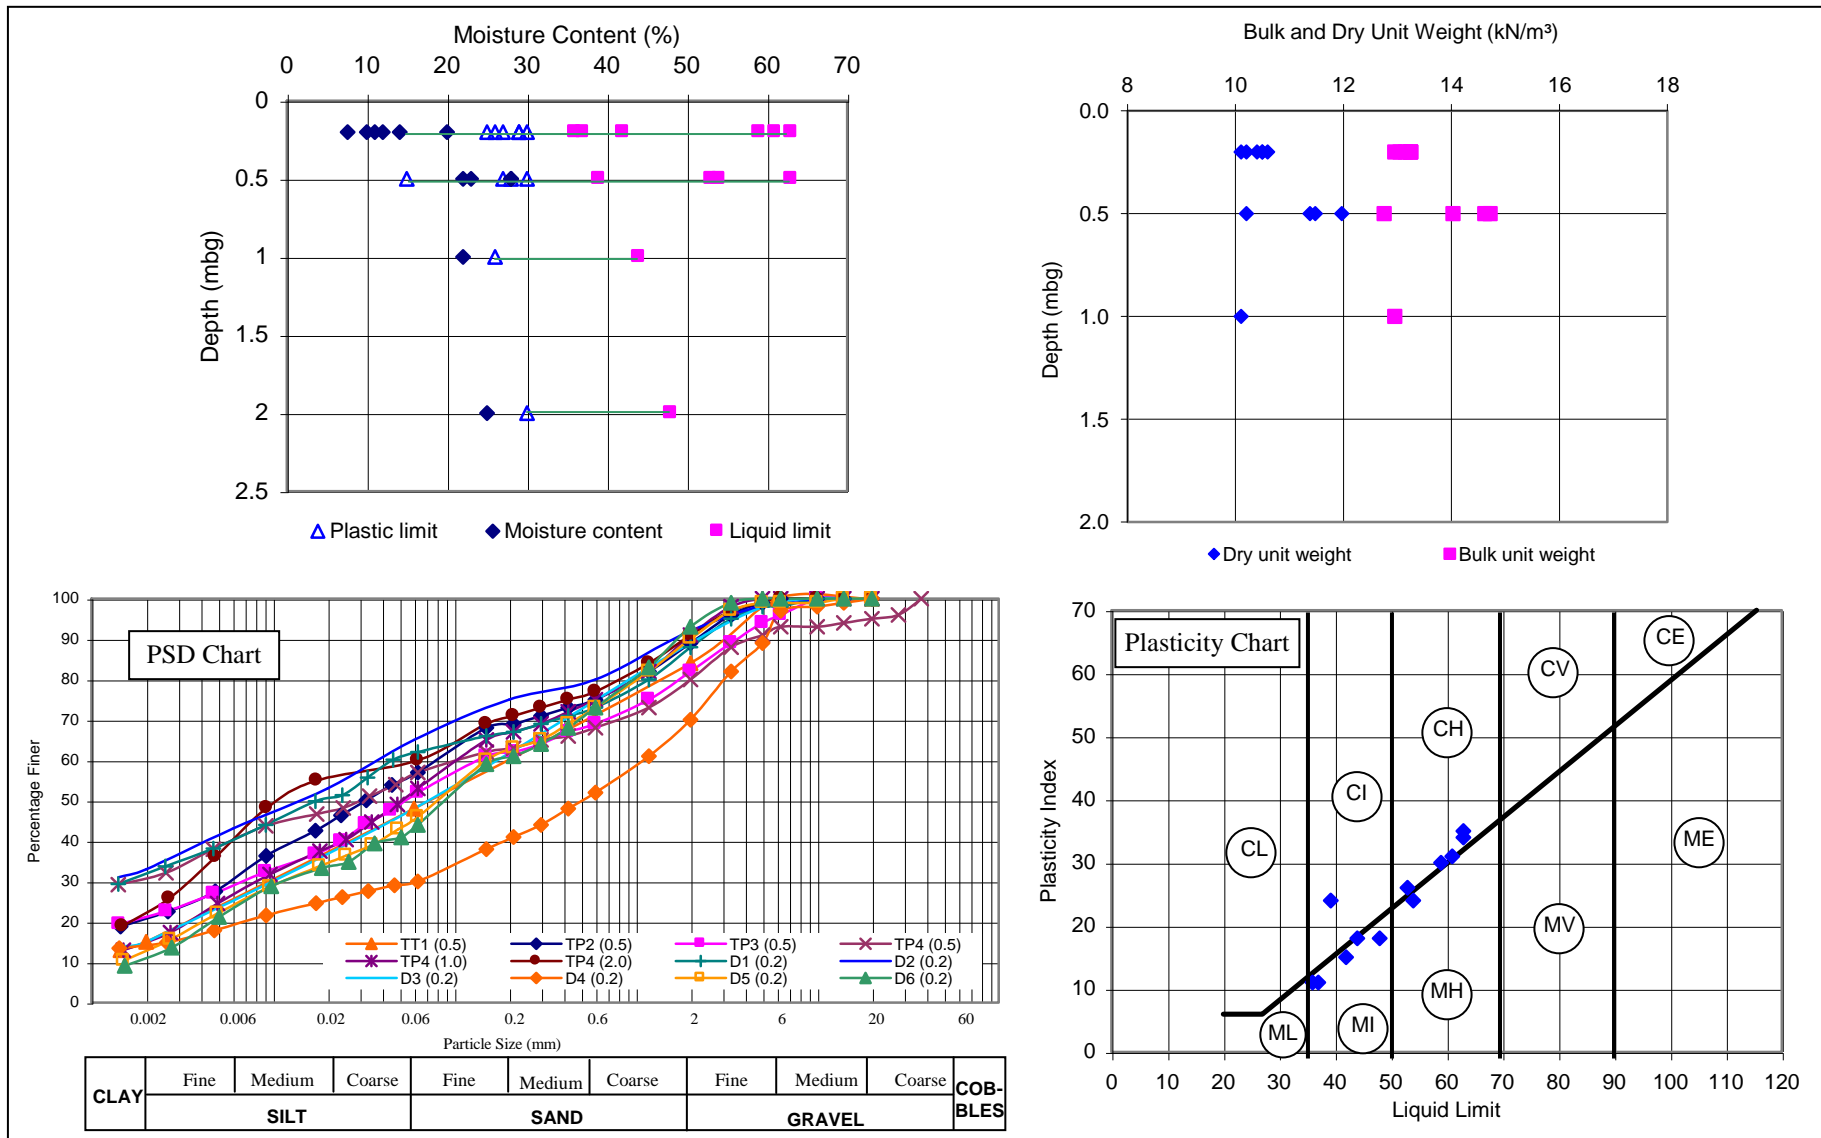 Moisture Content (%)
0 10 20 30 40 50 60 70
0
0.5
1
1.5
2
2.5
Depth (mbg)
Plastic limit Moisture content Liquid limit
Bulk and Dry Unit Weight (kN/m³)
8 10 12 14 16 18
0.0
0.5
1.0
1.5
2.0
Depth (mbg)
Dry unit weight Bulk unit weight
PSD Chart
100
90
80
70
60
50
40
30
20
10
0
Percentage Finer
TT1 (0.5) TP2 (0.5) TP3 (0.5) TP4 (0.5)
TP4 (1.0) TP4 (2.0) D1 (0.2) D2 (0.2)
D3 (0.2) D4 (0.2) D5 (0.2) D6 (0.2)
0.002 0.006 0.02 0.06 0.2 0.6 2 6 20 60
Particle Size (mm)
CLAY Fine Medium Coarse Fine Medium Coarse Fine Medium Coarse COB-
BLES
SILT SAND GRAVEL
Plasticity Chart
70
60
50
40
30
20
10
0
Plasticity Index
CL
CI
CH
CV
CE
ML
MI
MH
MV
ME
0 10 20 30 40 50 60 70 80 90 100 110 120
Liquid Limit